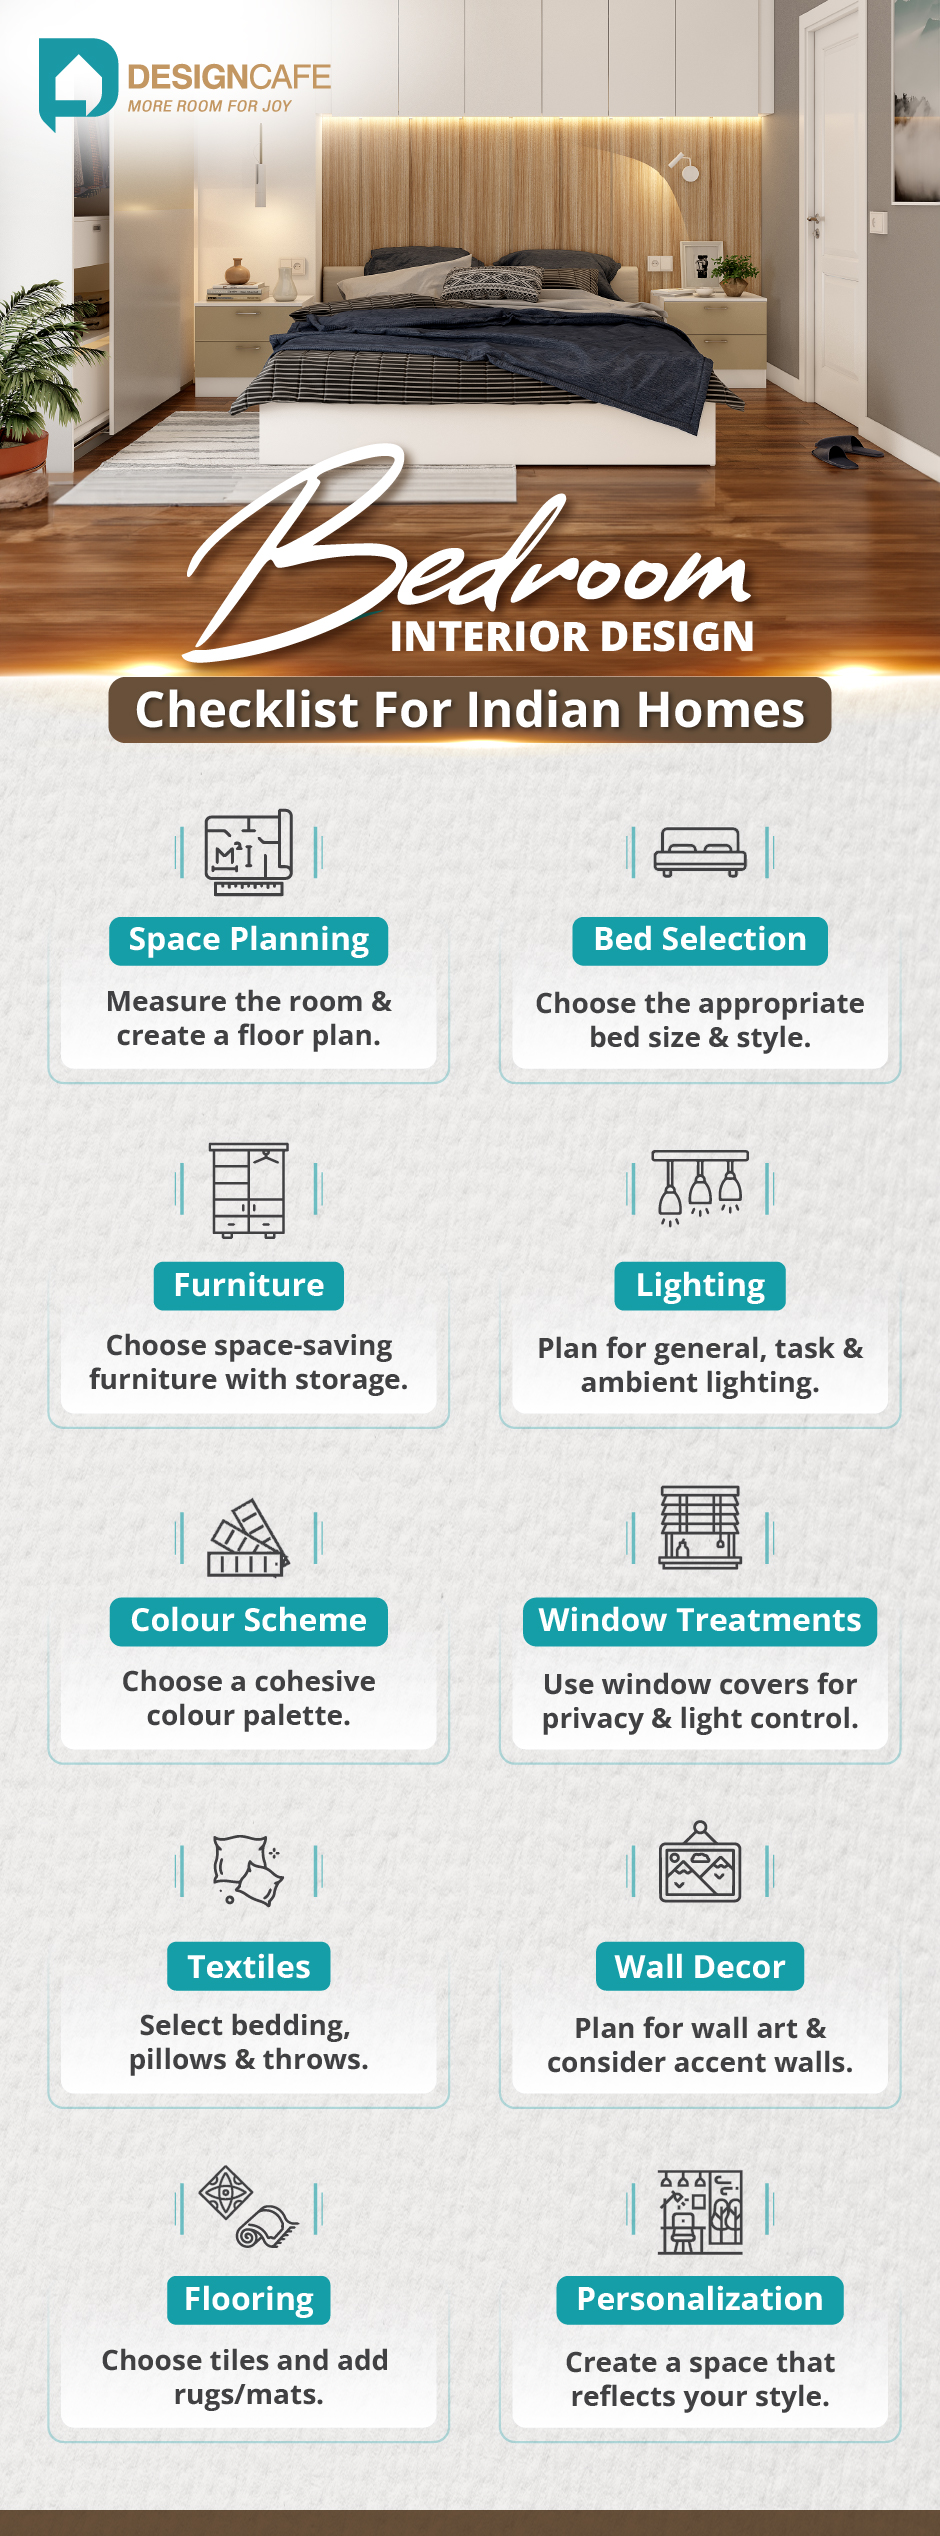 DESIGNCAFE
MORE ROOM FOR JOY
Bedroom
INTERIOR DESIGN
Checklist For Indian Homes
M²
Space Planning
Measure the room &
create a floor plan.
Bed Selection
Choose the appropriate
bed size & style.
Furniture
Choose space-saving
furniture with storage.
Lighting
Plan for general, task &
ambient lighting.
Colour Scheme
Choose a cohesive
colour palette.
Window Treatments
Use window covers for
privacy & light control.
Textiles
Select bedding,
pillows & throws.
Wall Decor
Plan for wall art &
consider accent walls.
Flooring
Choose tiles and add
rugs/mats.
Personalization
Create a space that
reflects your style.